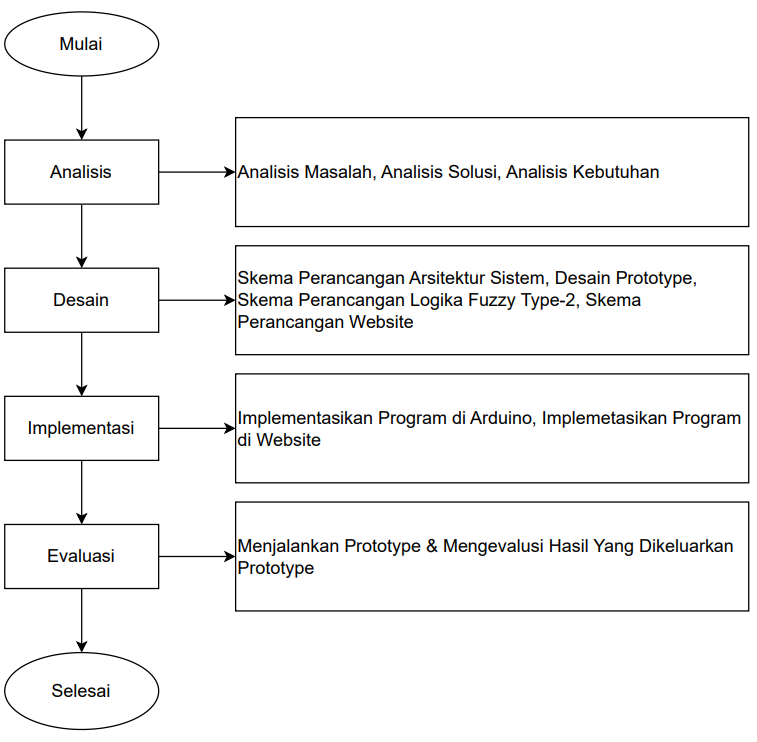 Mulai
Analisis
Analisis Masalah, Analisis Solusi, Analisis Kebutuhan
Desain
Skema Perancangan Arsitektur Sistem, Desain Prototype,
Skema Perancangan Logika Fuzzy Type-2, Skema
Perancangan Website
Implementasi
Implementasikan Program di Arduino, Implemetasikan Program
di Website
Evaluasi
Menjalankan Prototype & Mengevalusi Hasil Yang Dikeluarkan
Prototype
Selesai